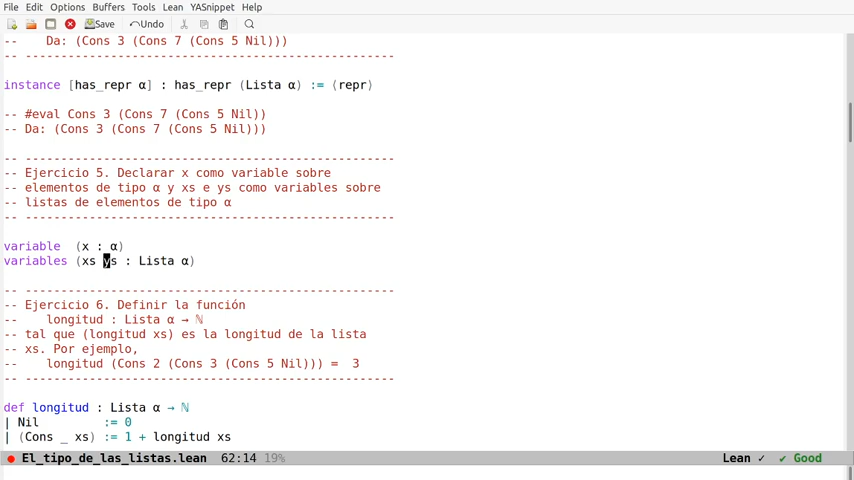 File Edit Options Buffers Tools Lean YASnippet Help
Save Undo
--    Da: (Cons 3 (Cons 7 (Cons 5 Nil)))
-- ----------------------------------------------------
instance [has_repr α] : has_repr (Lista α) := ⟨repr⟩
-- #eval Cons 3 (Cons 7 (Cons 5 Nil))
-- Da: (Cons 3 (Cons 7 (Cons 5 Nil)))
-- ----------------------------------------------------
-- Ejercicio 5. Declarar x como variable sobre
-- elementos de tipo α y xs e ys como variables sobre
-- listas de elementos de tipo α
-- ----------------------------------------------------
variable  (x : α)
variables (xs ys : Lista α)
-- ----------------------------------------------------
-- Ejercicio 6. Definir la función
--    longitud : Lista α → ℕ
-- tal que (longitud xs) es la longitud de la lista
-- xs. Por ejemplo,
--    longitud (Cons 2 (Cons 3 (Cons 5 Nil))) =  3
-- ----------------------------------------------------
def longitud : Lista α → ℕ
| Nil         := 0
| (Cons _ xs) := 1 + longitud xs
El_tipo_de_las_listas.lean  62:14 19%  Lean ✓  ✔ Good